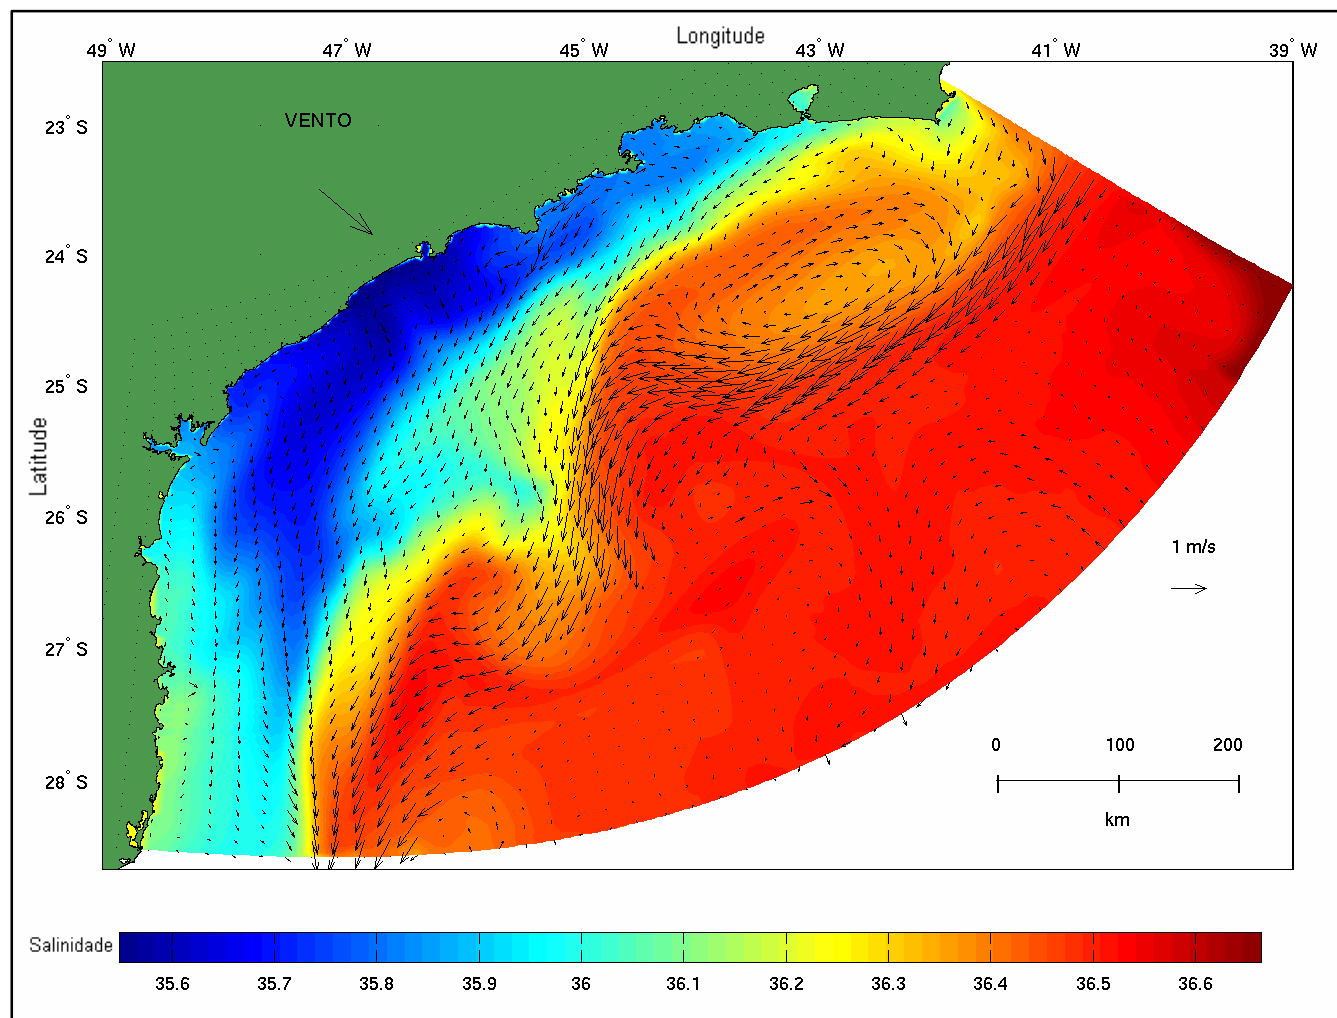 Longitude
49° W 47° W 45° W 43° W 41° W 39° W
VENTO
23° S
24° S
25° S
Latitude
26° S
1 m/s
27° S
0 100 200
28° S
km
Salinidade
35.6 35.7 35.8 35.9 36 36.1 36.2 36.3 36.4 36.5 36.6